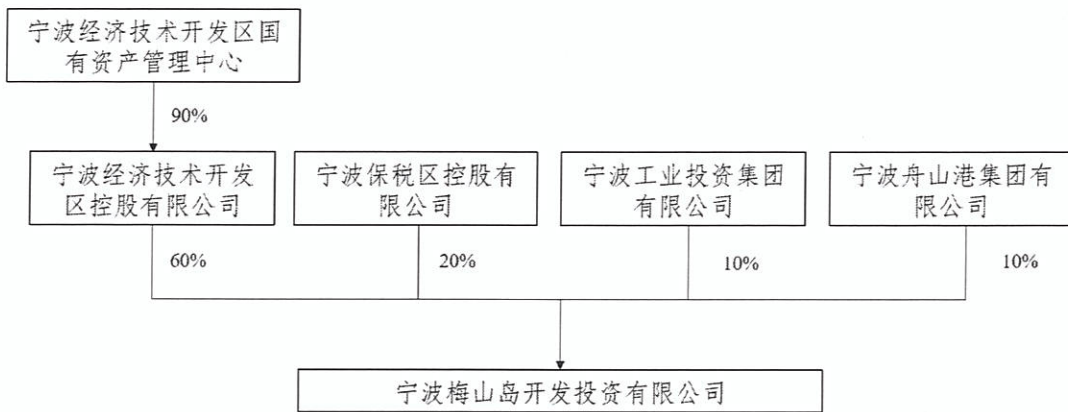 宁波经济技术开发区国
有资产管理中心
90%
宁波经济技术开发
区控股有限公司
宁波保税区控股有
限公司
宁波工业投资集团
有限公司
宁波舟山港集团有
限公司
60%
20%
10%
10%
宁波梅山岛开发投资有限公司